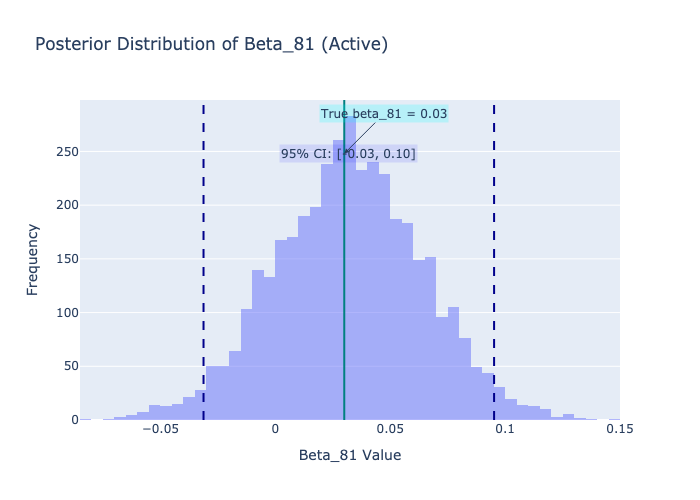 Posterior Distribution of Beta_81 (Active)
True beta_81 = 0.03
95% CI: [-0.03, 0.10]
250
200
150
100
50
0
Frequency
−0.05
0
0.05
0.1
0.15
Beta_81 Value